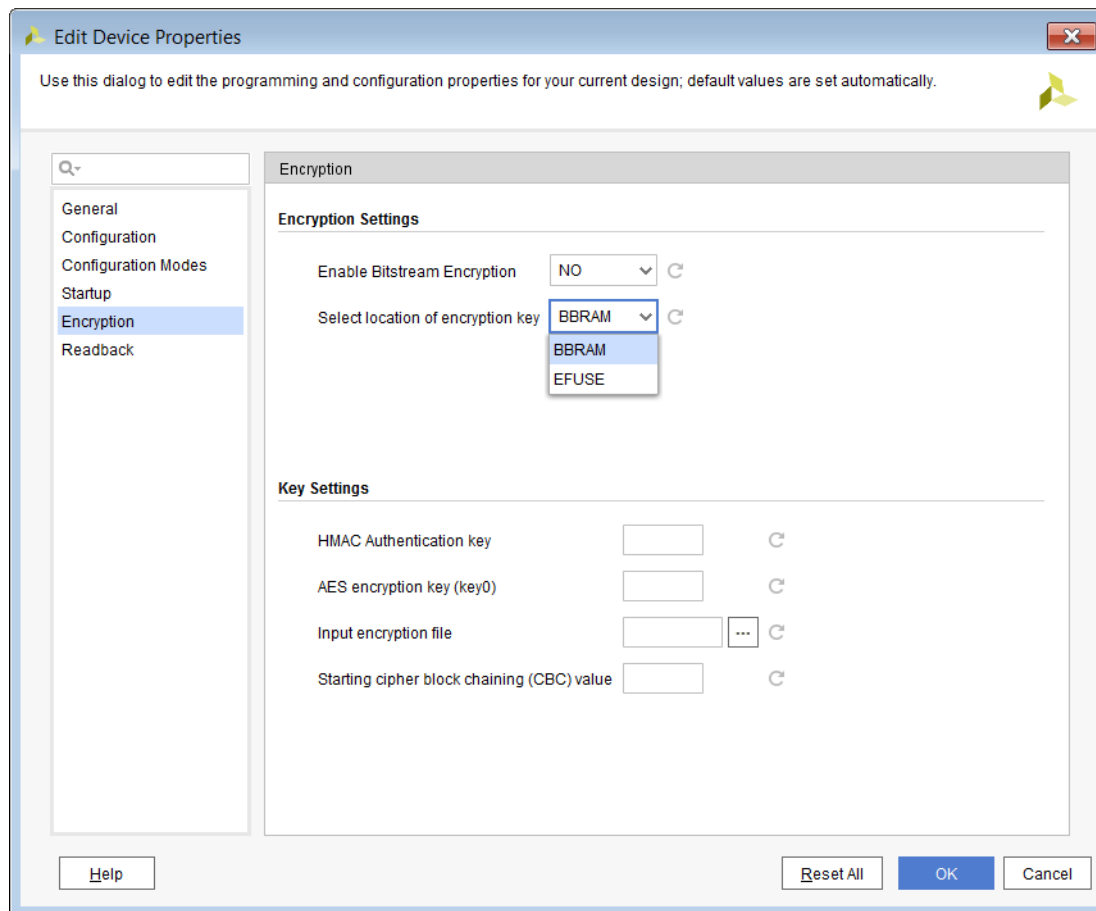 Edit Device Properties
Use this dialog to edit the programming and configuration properties for your current design; default values are set automatically.
General
Configuration
Configuration Modes
Startup
Encryption
Readback
Encryption
Encryption Settings
Enable Bitstream Encryption NO
Select location of encryption key BBRAM
BBRAM
EFUSE
Key Settings
HMAC Authentication key
AES encryption key (key0)
Input encryption file ...
Starting cipher block chaining (CBC) value
Help Reset All OK Cancel